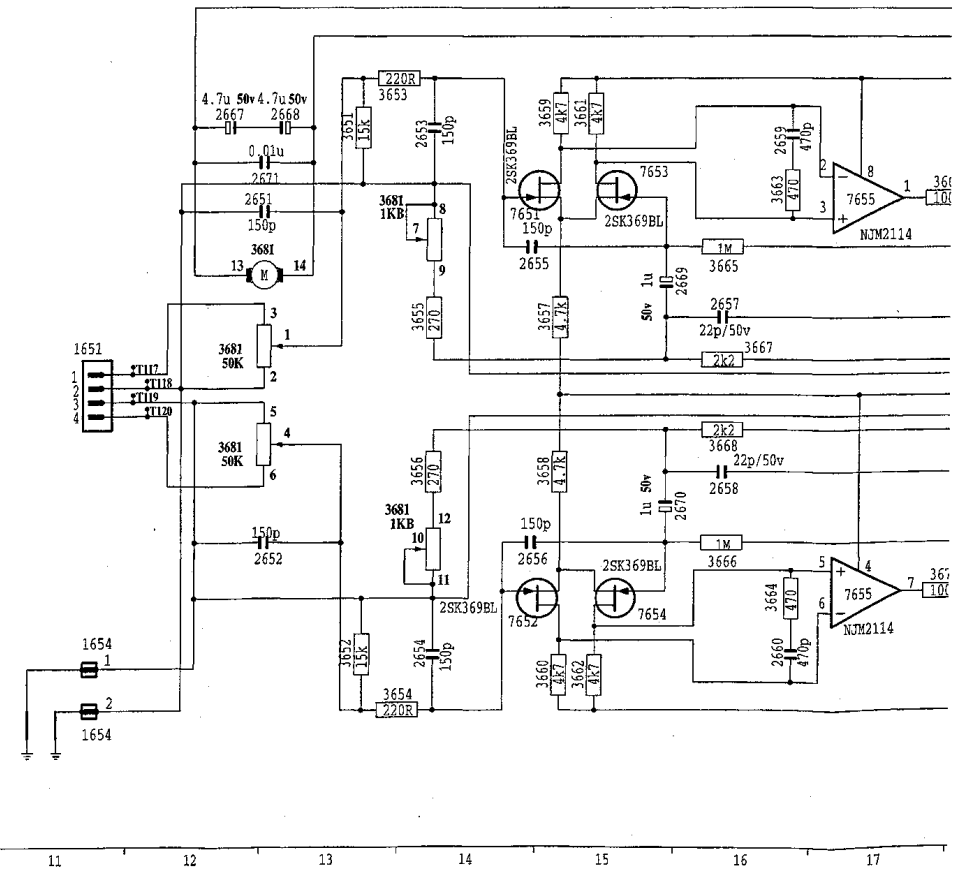 4.7u 50v 4.7u 50v
2667 2668
0.01u
2671
2651
150p
3681
13 M 14
3651
15k
220R
3653
2653
150p
3681
1KB
8
7
9
3655
270
2SK369BL
7651
3659
4k7
3661
4k7
7653
2SK369BL
150p
2655
3657
4.7k
1M
3665
1u
50v
2669
2657
22p/50v
3667
2k2
2659
470p
3663
470
2
3
8
1
7655
NJM2114
3
1
3681
50K
2
1651
1
2
3
4
T117
T118
T119
T120
5
4
3681
50K
6
150p
2652
3656
270
3681
1KB
12
10
11
2SK369BL
3658
4.7k
150p
2656
7652
2k2
3668
22p/50v
2658
1u 50v
2670
1M
3666
2SK369BL
7654
5
6
4
7
7655
NJM2114
3664
470
2660
470p
3660
4k7
3662
4k7
3652
15k
2654
150p
3654
220R
1654
1
2
1654
11 12 13 14 15 16 17